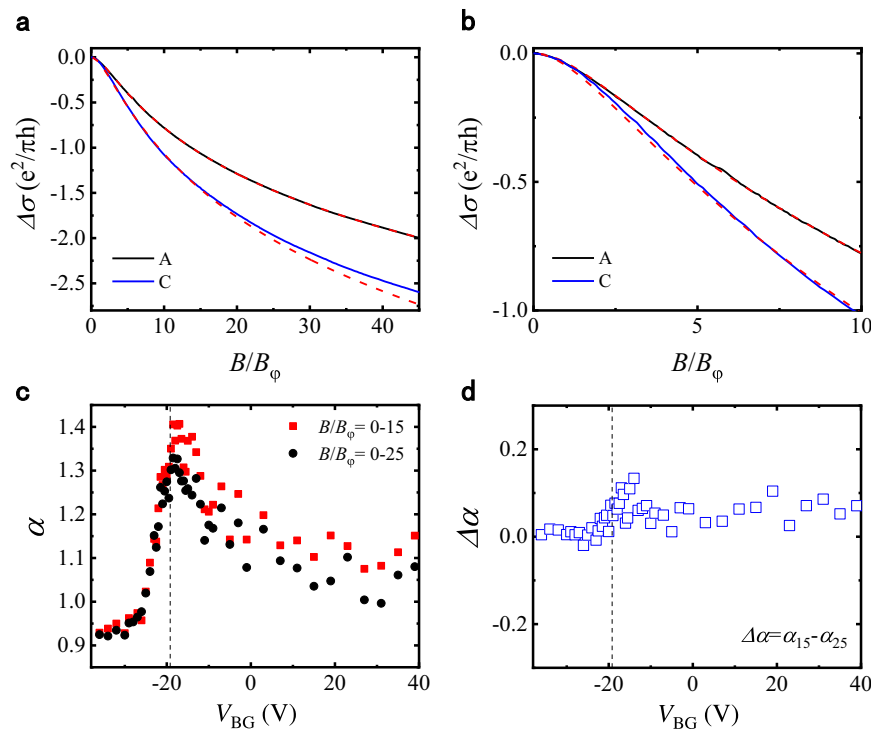 a
0.0
-0.5
-1.0
-1.5
-2.0
-2.5
0 10 20 30 40
Δσ (e²/πh)
B/Bφ
A
C
b
0.0
-0.5
-1.0
0 5 10
Δσ (e²/πh)
B/Bφ
A
C
c
1.4
1.3
1.2
1.1
1.0
0.9
-20 0 20 40
α
V_BG (V)
B/Bφ= 0-15
B/Bφ= 0-25
d
0.2
0.0
-0.2
-20 0 20 40
Δα
V_BG (V)
Δα=α₁₅-α₂₅